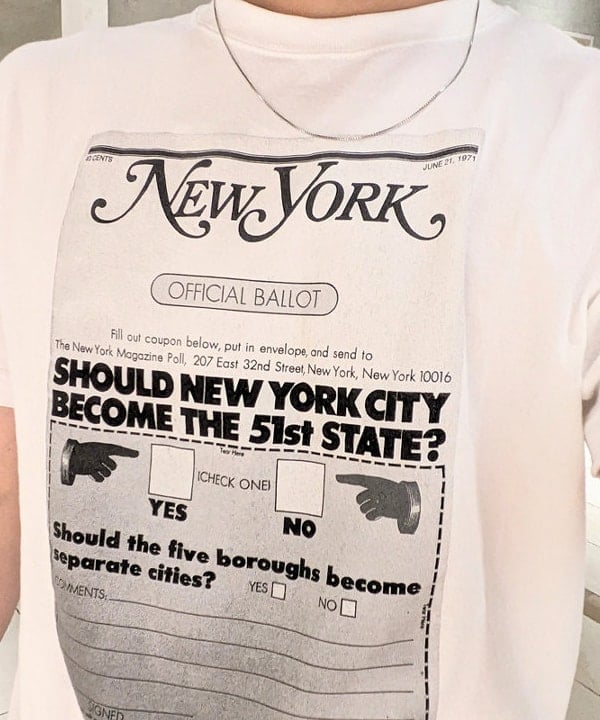 40 CENTS
JUNE 21, 1971
NEW YORK
OFFICIAL BALLOT
Fill out coupon below, put in envelope, and send to
The New York Magazine Poll, 207 East 32nd Street, New York, New York 10016
SHOULD NEW YORK CITY
BECOME THE 51st STATE?
Tear Here
(CHECK ONE)
YES
NO
Should the five boroughs become
separate cities?
YES
NO
COMMENTS:
Tear Here
SIGNED